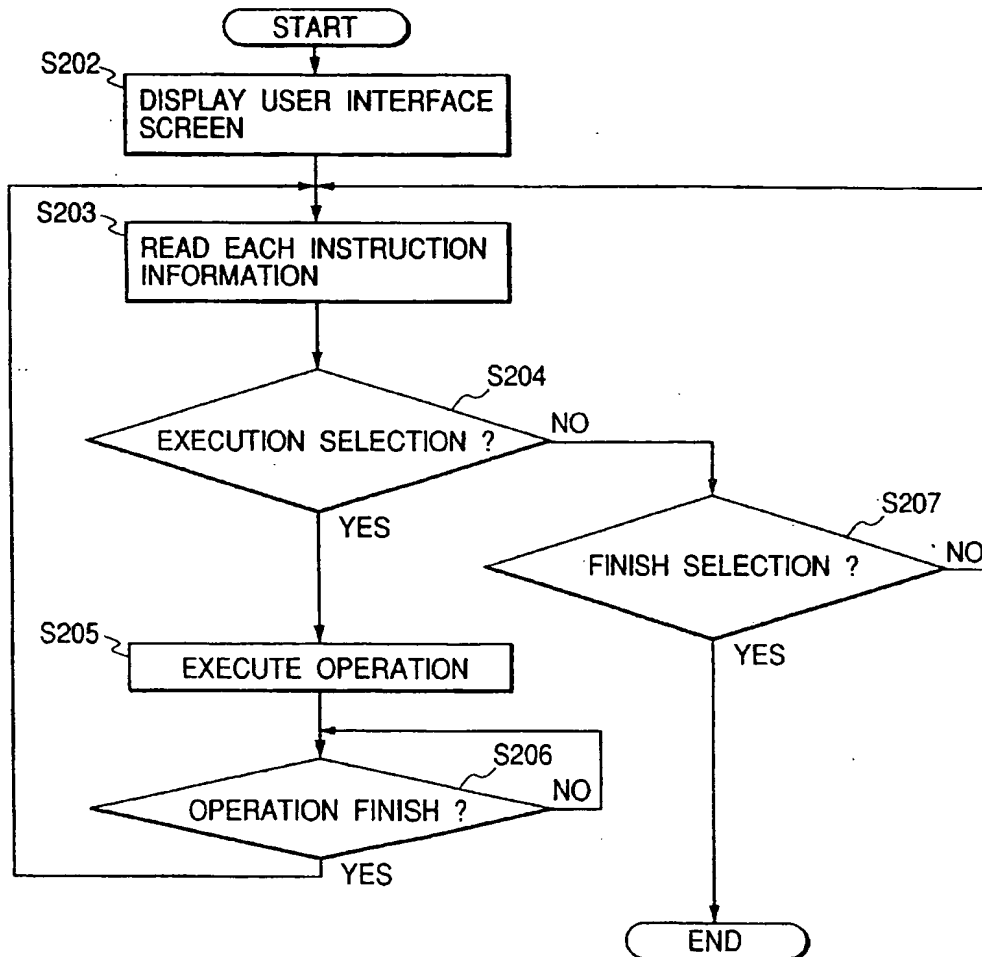 START
S202
DISPLAY USER INTERFACE
SCREEN
S203
READ EACH INSTRUCTION
INFORMATION
S204
EXECUTION SELECTION ?
NO
YES
S207
FINISH SELECTION ?
NO
YES
S205
EXECUTE OPERATION
S206
OPERATION FINISH ?
NO
YES
END